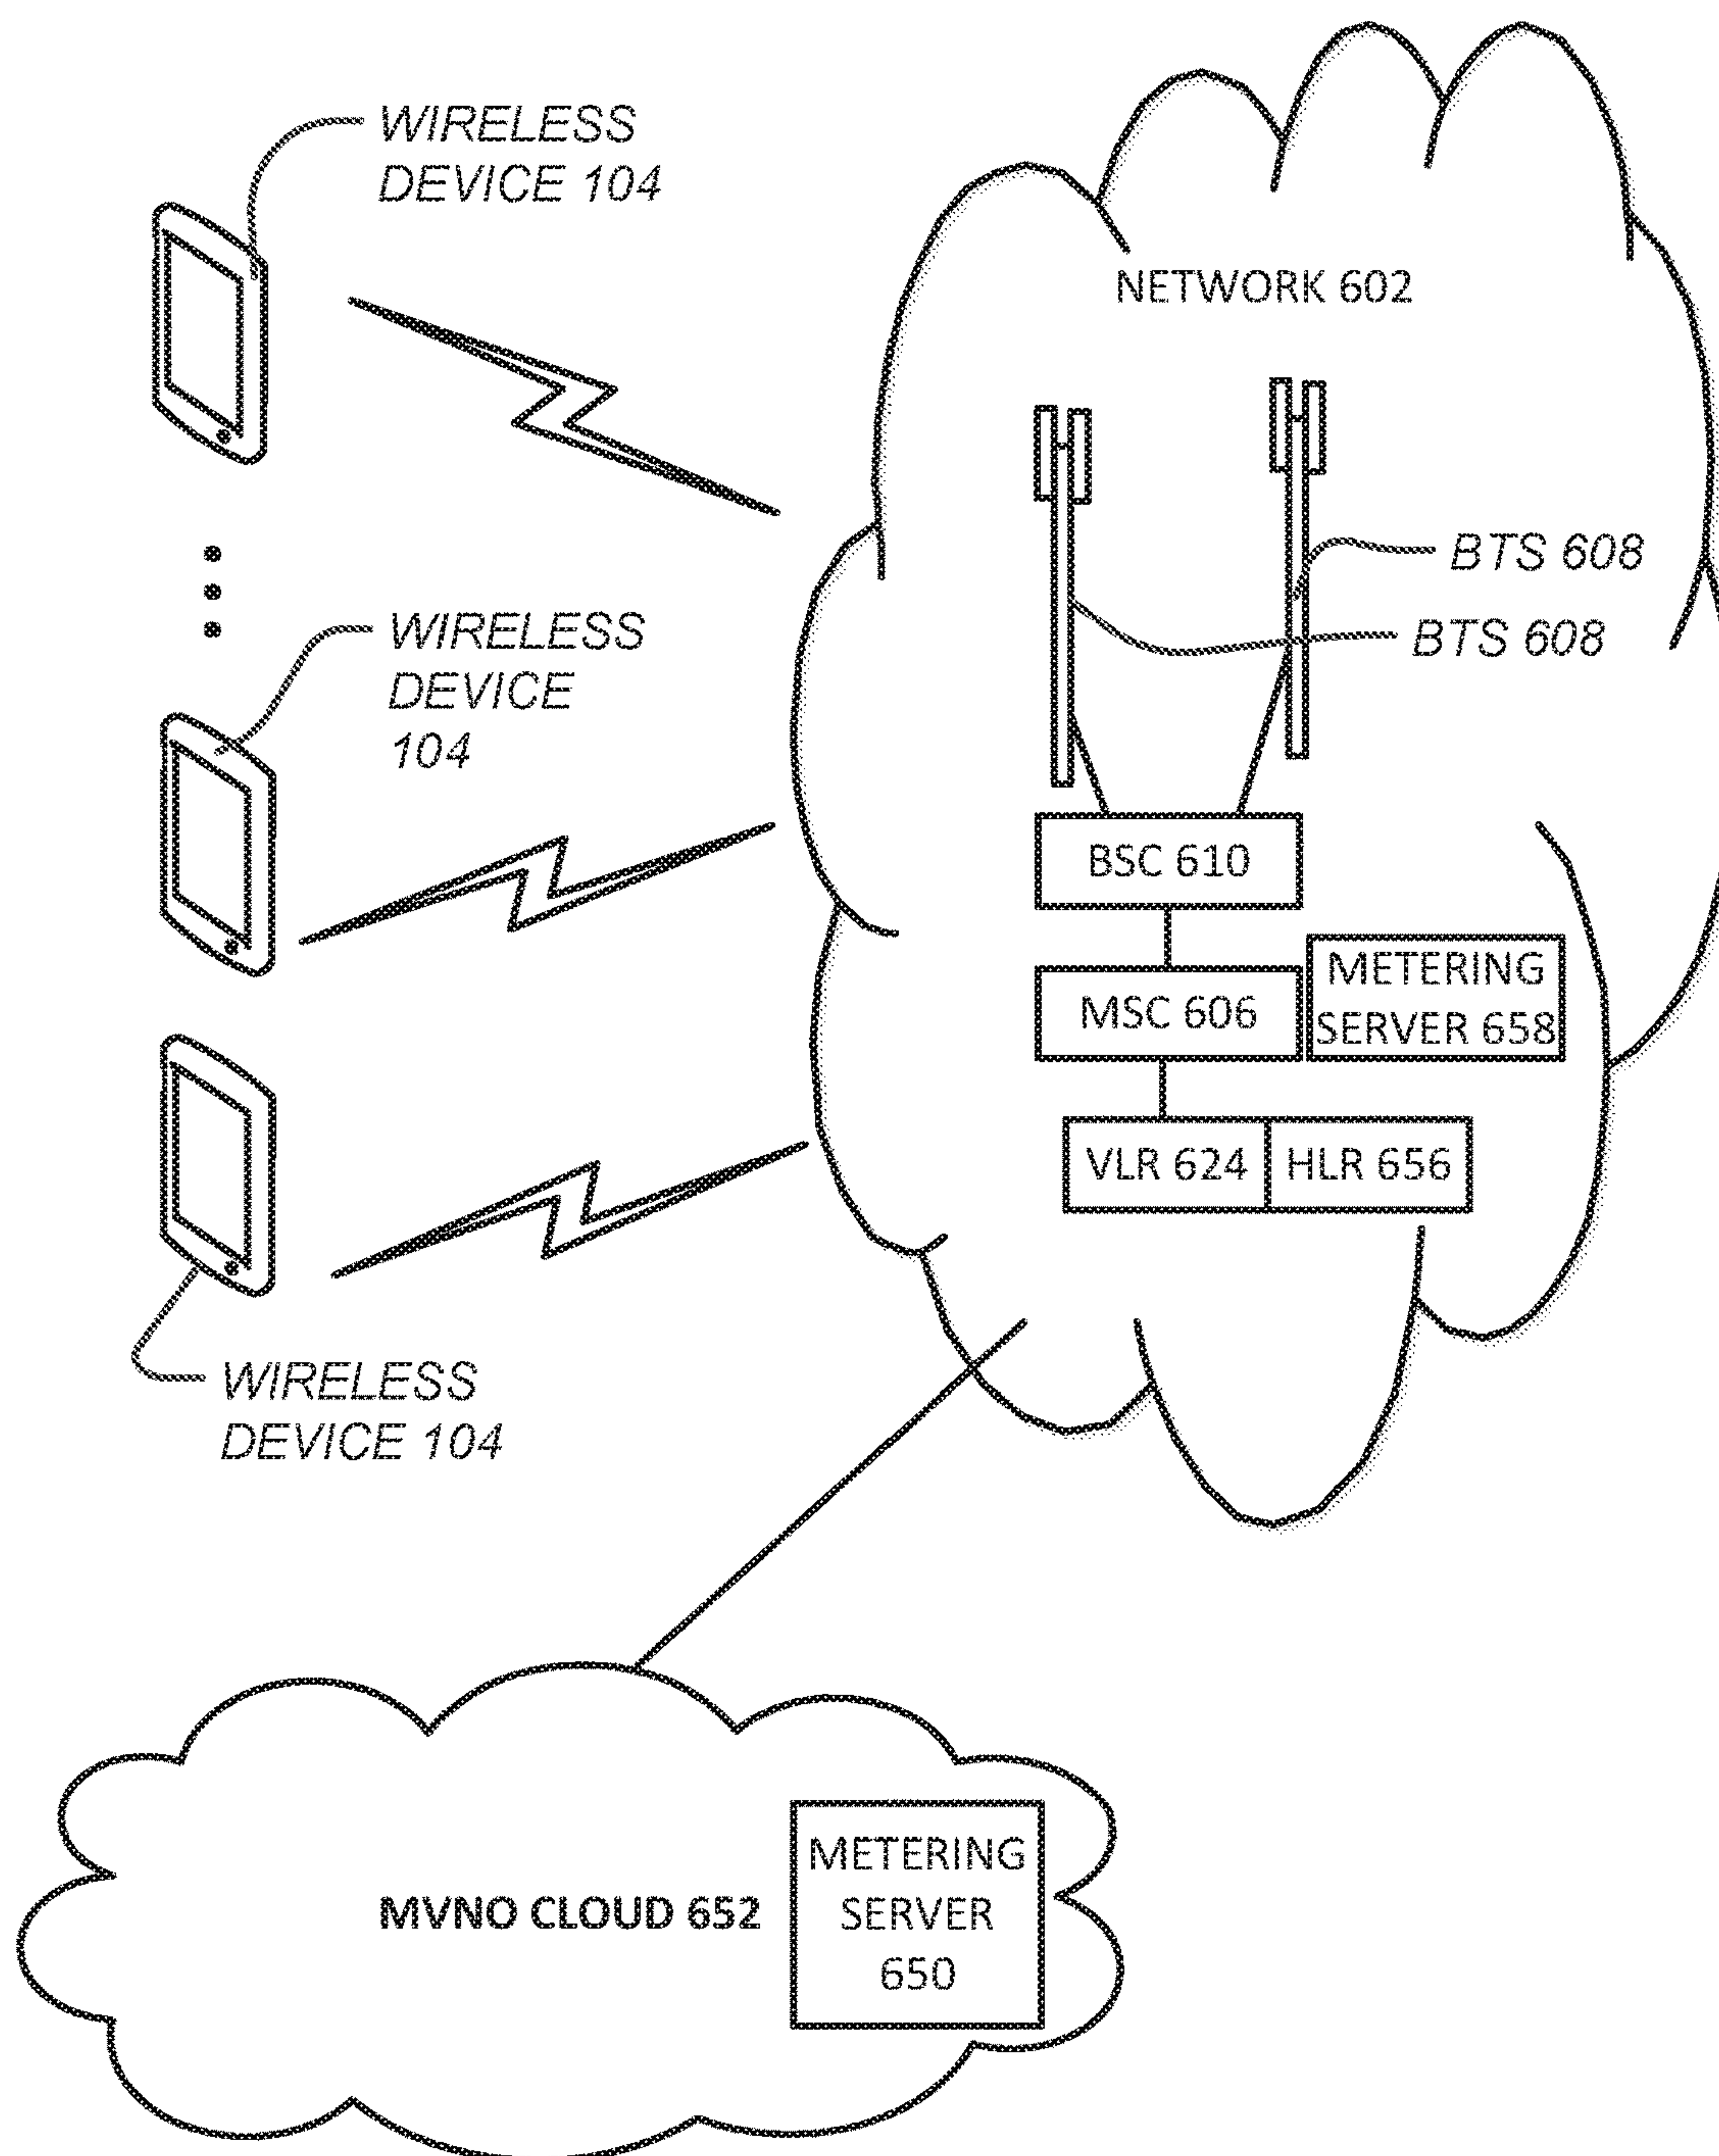 WIRELESS
DEVICE 104
NETWORK 602
BTS 608
BTS 608
WIRELESS
DEVICE
104
BSC 610
METERING
SERVER 658
MSC 606
VLR 624
HLR 656
WIRELESS
DEVICE 104
MVNO CLOUD 652
METERING
SERVER
650